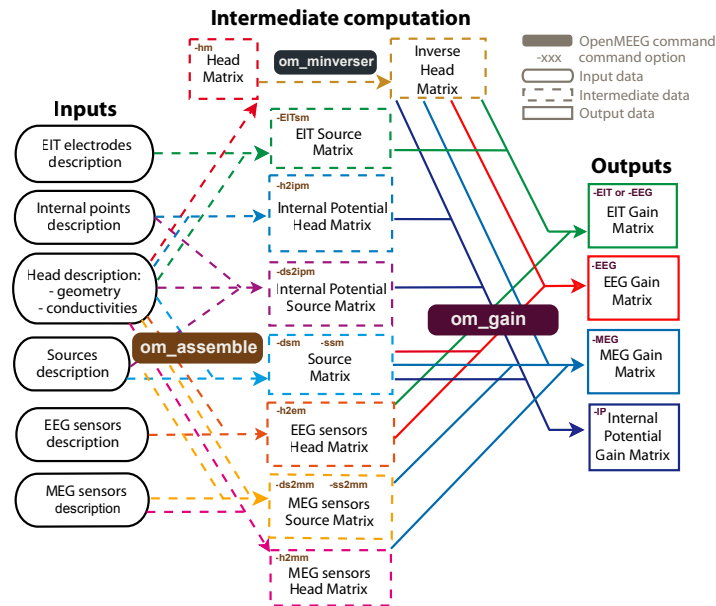 Intermediate computation
OpenMEEG command
-xxx
command option
Input data
Intermediate data
Output data
-hm
Head
Matrix
om_minverser
Inverse
Head
Matrix
Inputs
EIT electrodes
description
Internal points
description
Head description:
- geometry
- conductivities
Sources
description
EEG sensors
description
MEG sensors
description
om_assemble
-EITsm
EIT Source
Matrix
-h2ipm
Internal Potential
Head Matrix
-ds2ipm
Internal Potential
Source Matrix
-dsm -ssm
Source
Matrix
-h2em
EEG sensors
Head Matrix
-ds2mm -ss2mm
MEG sensors
Source Matrix
-h2mm
MEG sensors
Head Matrix
om_gain
Outputs
-EIT or -EEG
EIT Gain
Matrix
-EEG
EEG Gain
Matrix
-MEG
MEG Gain
Matrix
-IP
Internal
Potential
Gain Matrix